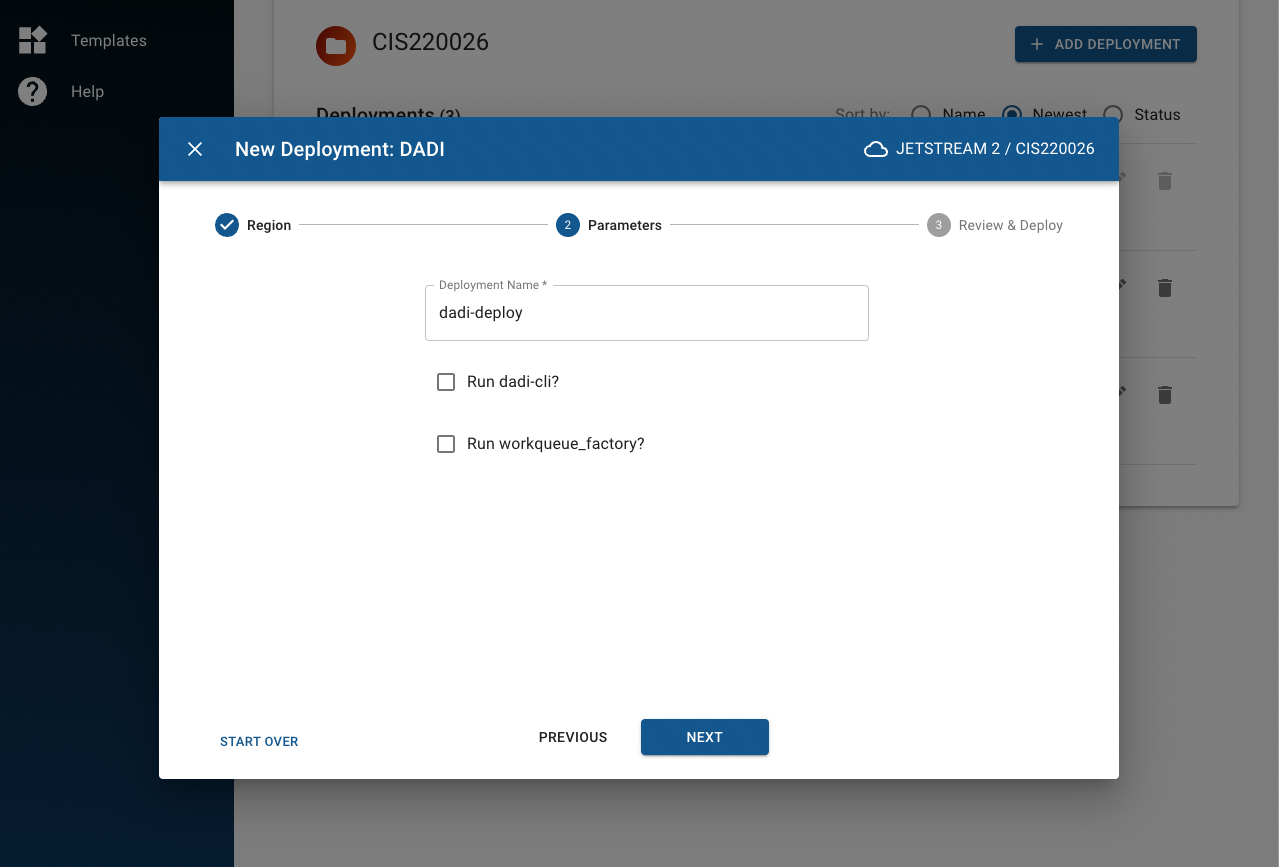 Templates
Help
CIS220026
ADD DEPLOYMENT
Deployments (3)
Sort by: Name Newest Status
New Deployment: DADI
JETSTREAM 2 / CIS220026
Region
2 Parameters
3 Review & Deploy
Deployment Name *
dadi-deploy
Run dadi-cli?
Run workqueue_factory?
START OVER
PREVIOUS
NEXT